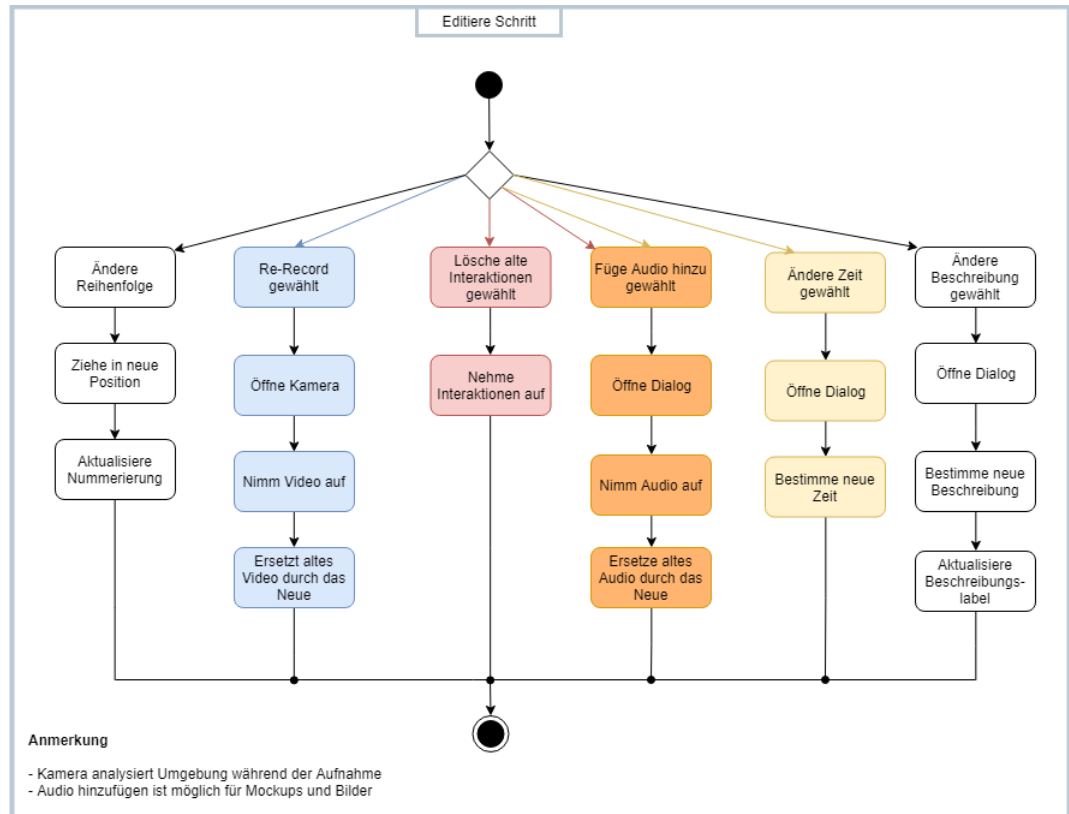 Editiere Schritt
Ändere
Reihenfolge
Ziehe in neue
Position
Aktualisiere
Nummerierung
Re-Record
gewählt
Öffne Kamera
Nimm Video auf
Ersetzt altes
Video durch das
Neue
Lösche alte
Interaktionen
gewählt
Nehme
Interaktionen auf
Füge Audio hinzu
gewählt
Öffne Dialog
Nimm Audio auf
Ersetze altes
Audio durch das
Neue
Ändere Zeit
gewählt
Öffne Dialog
Bestimme neue
Zeit
Ändere
Beschreibung
gewählt
Öffne Dialog
Bestimme neue
Beschreibung
Aktualisiere
Beschreibungs-
label
Anmerkung
- Kamera analysiert Umgebung während der Aufnahme
- Audio hinzufügen ist möglich für Mockups und Bilder